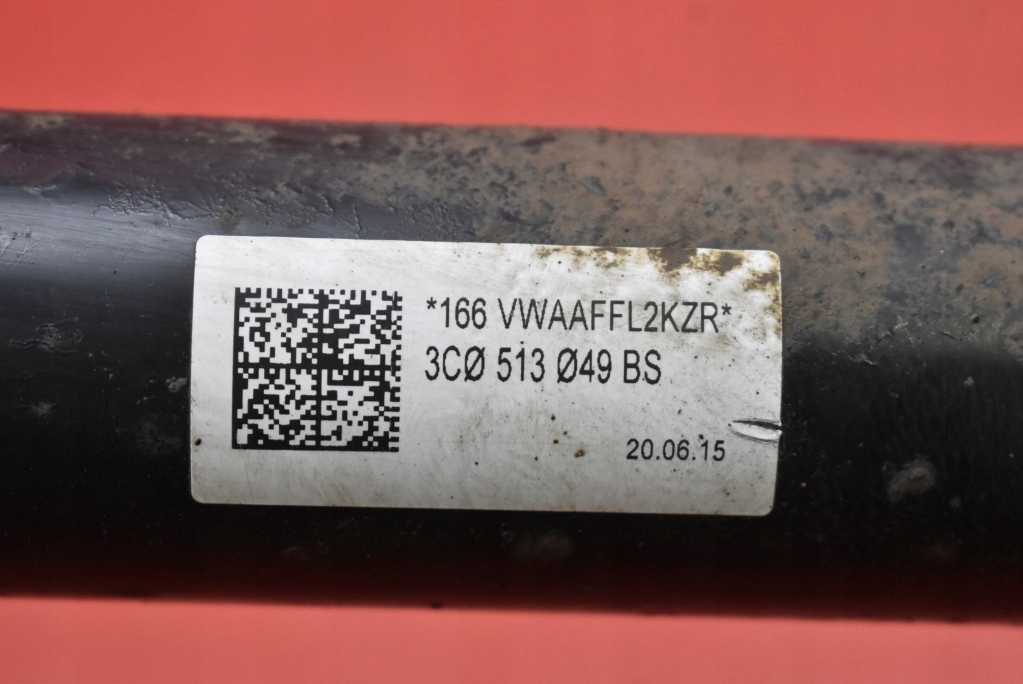 *166 VWAAFFL2KZR*
3CØ 513 Ø49 BS
20.06.15